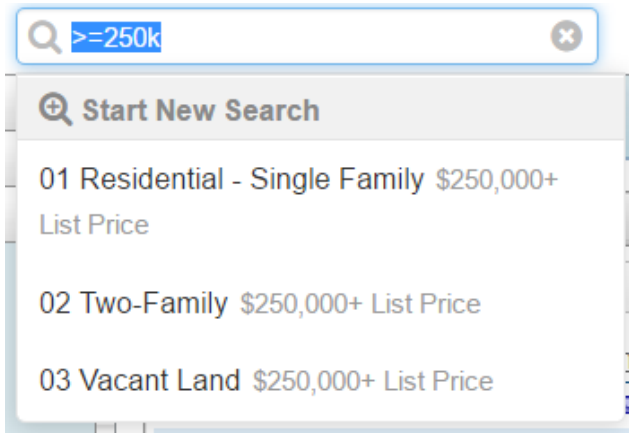 >=250k
Start New Search
01 Residential - Single Family $250,000+
List Price
02 Two-Family $250,000+ List Price
03 Vacant Land $250,000+ List Price